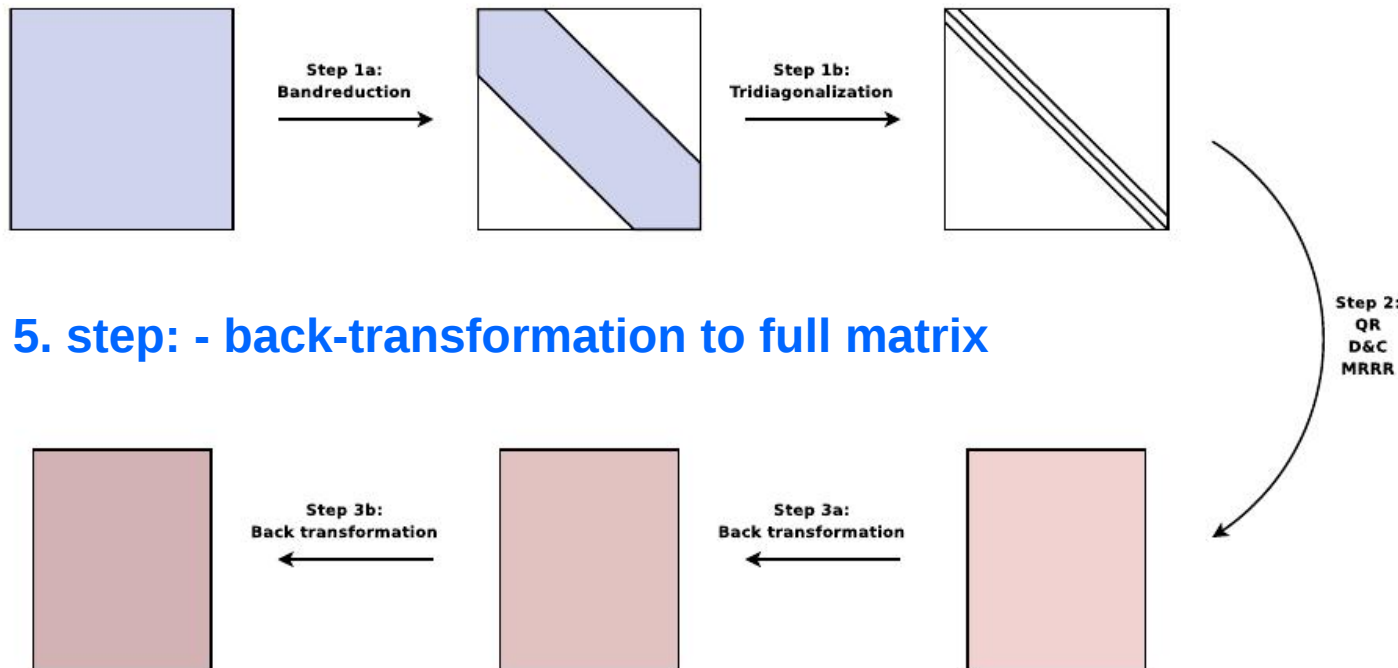 Step 1a:
Bandreduction
Step 1b:
Tridiagonalization
Step 2:
QR
D&C
MRRR
5. step: - back-transformation to full matrix
Step 3b:
Back transformation
Step 3a:
Back transformation